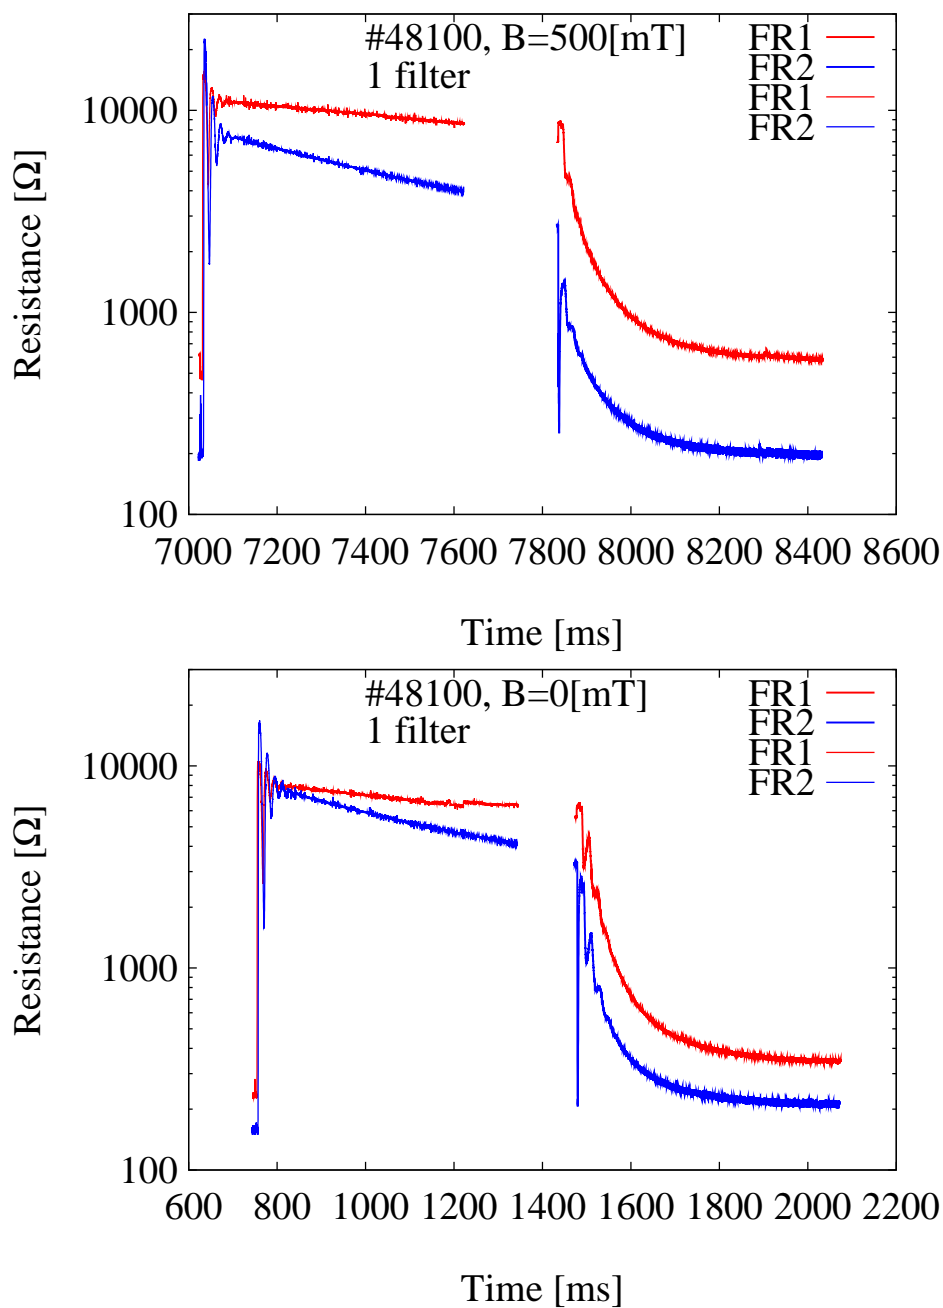 #48100, B=500[mT]
1 filter
FR1
FR2
FR1
FR2
Resistance [Ω]
10000
1000
100
7000 7200 7400 7600 7800 8000 8200 8400 8600
Time [ms]
#48100, B=0[mT]
1 filter
FR1
FR2
FR1
FR2
Resistance [Ω]
10000
1000
100
600 800 1000 1200 1400 1600 1800 2000 2200
Time [ms]